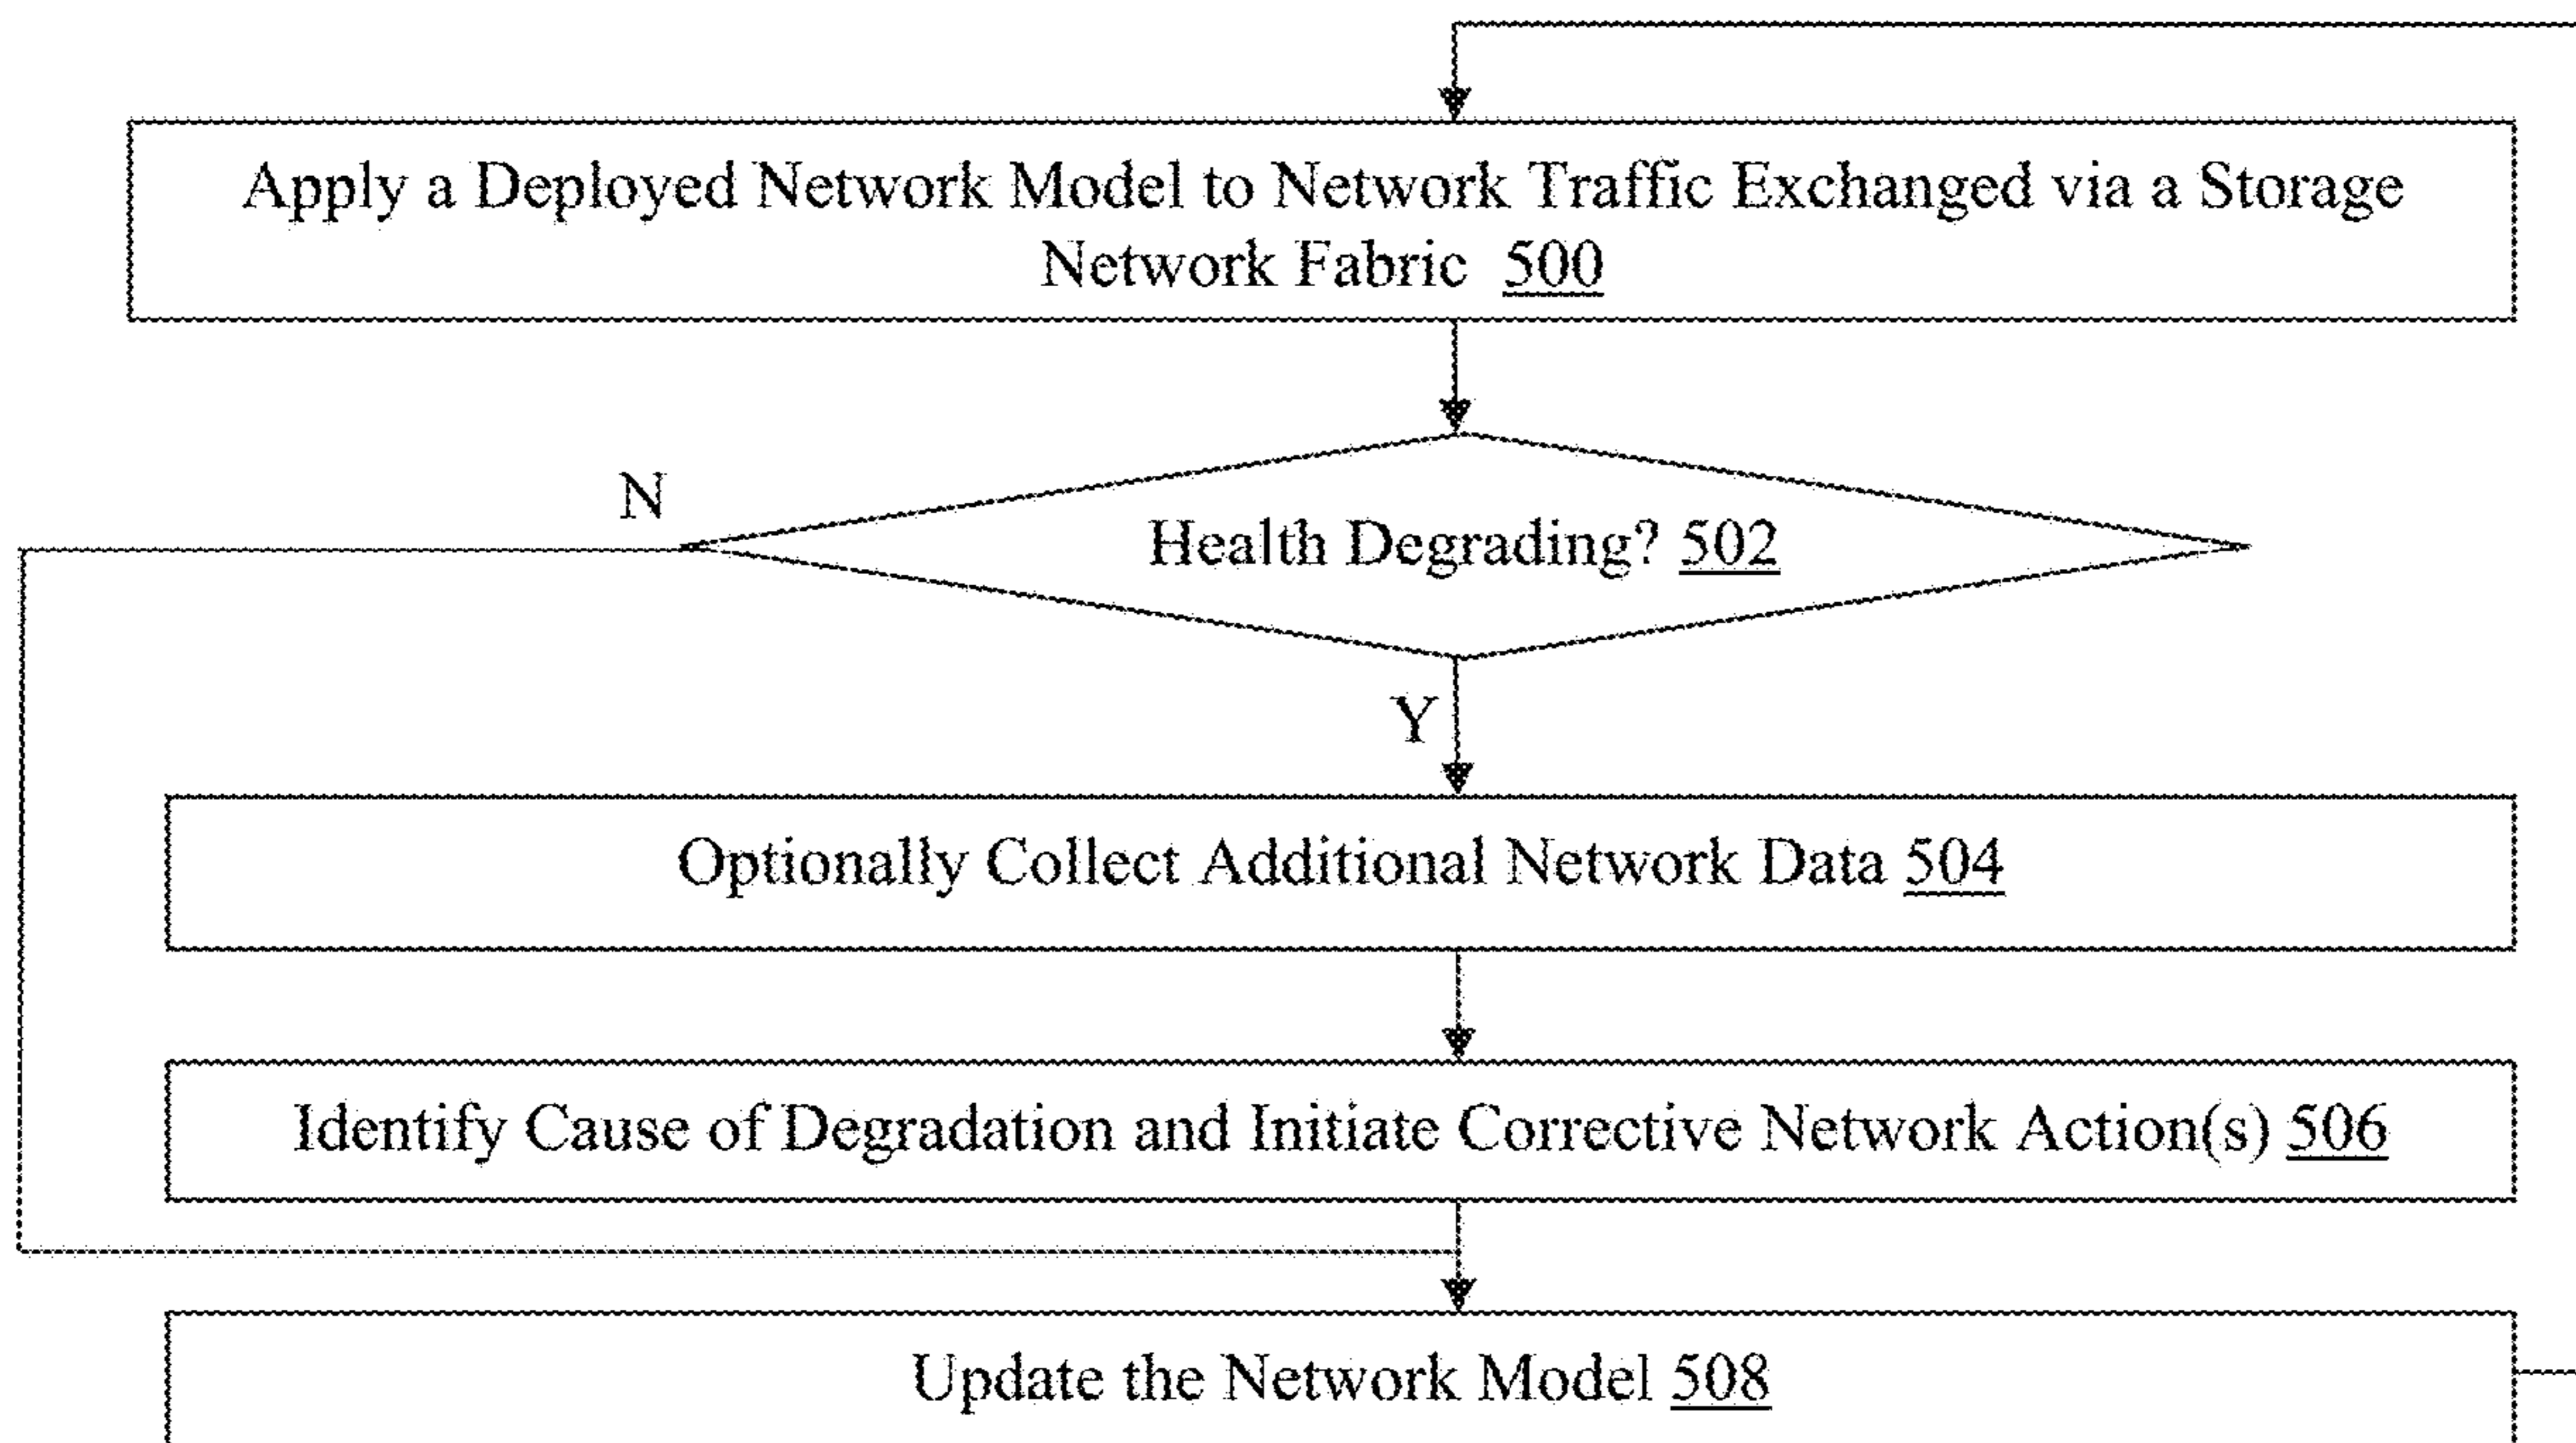 Apply a Deployed Network Model to Network Traffic Exchanged via a Storage
Network Fabric 500
N
Health Degrading? 502
Y
Optionally Collect Additional Network Data 504
Identify Cause of Degradation and Initiate Corrective Network Action(s) 506
Update the Network Model 508